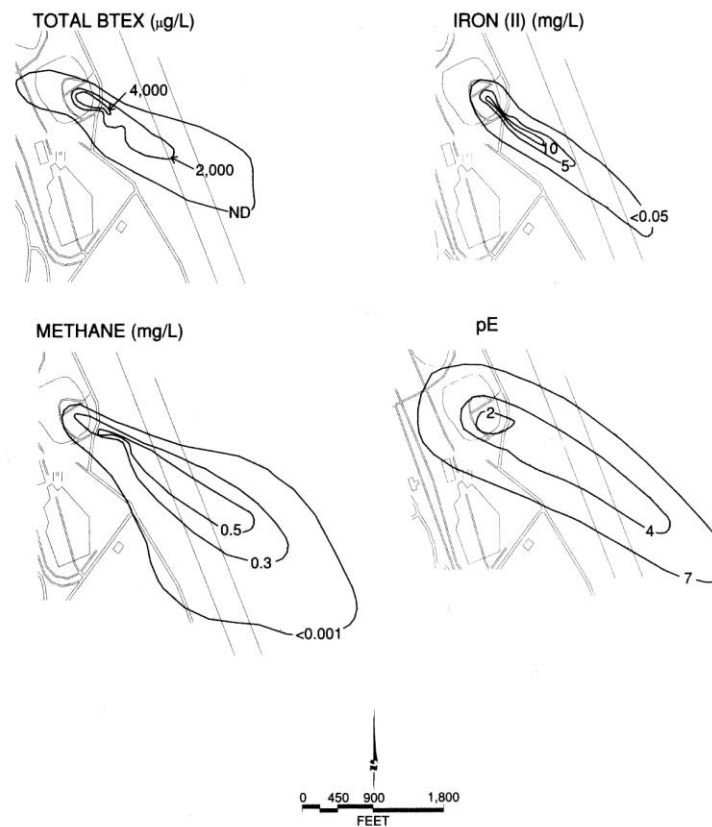 TOTAL BTEX (µg/L)
4,000
2,000
ND
IRON (II) (mg/L)
10
5
<0.05
METHANE (mg/L)
0.5
0.3
<0.001
pE
2
4
7
N
0 450 900 1,800
FEET